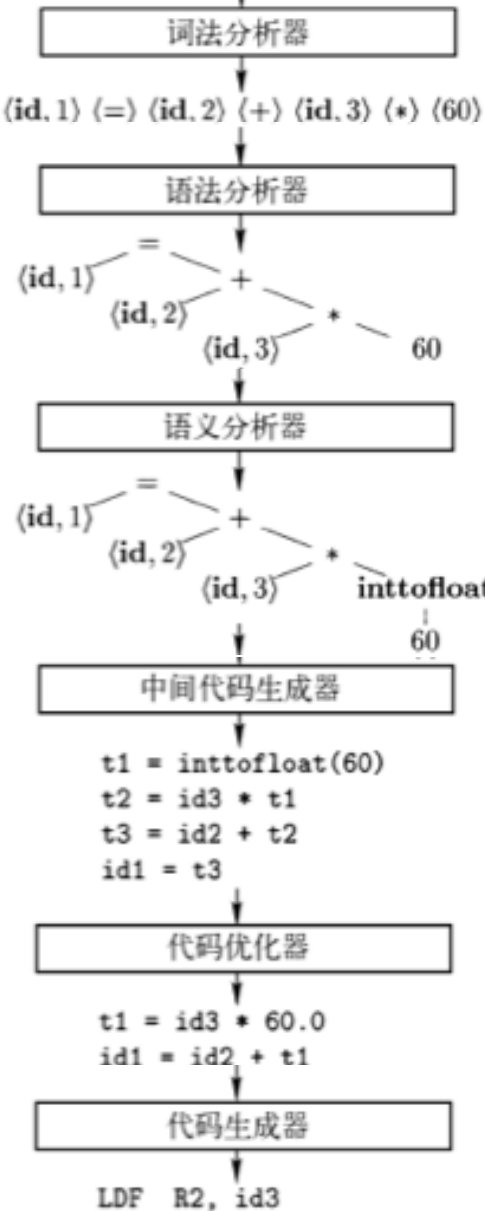 词法分析器
⟨id, 1⟩ ⟨=⟩ ⟨id, 2⟩ ⟨+⟩ ⟨id, 3⟩ ⟨*⟩ ⟨60⟩
语法分析器
=
⟨id, 1⟩ +
⟨id, 2⟩ *
⟨id, 3⟩ 60
语义分析器
=
⟨id, 1⟩ +
⟨id, 2⟩ *
⟨id, 3⟩ inttofloat
60
中间代码生成器
t1 = inttofloat(60)
t2 = id3 * t1
t3 = id2 + t2
id1 = t3
代码优化器
t1 = id3 * 60.0
id1 = id2 + t1
代码生成器
LDF R2, id3